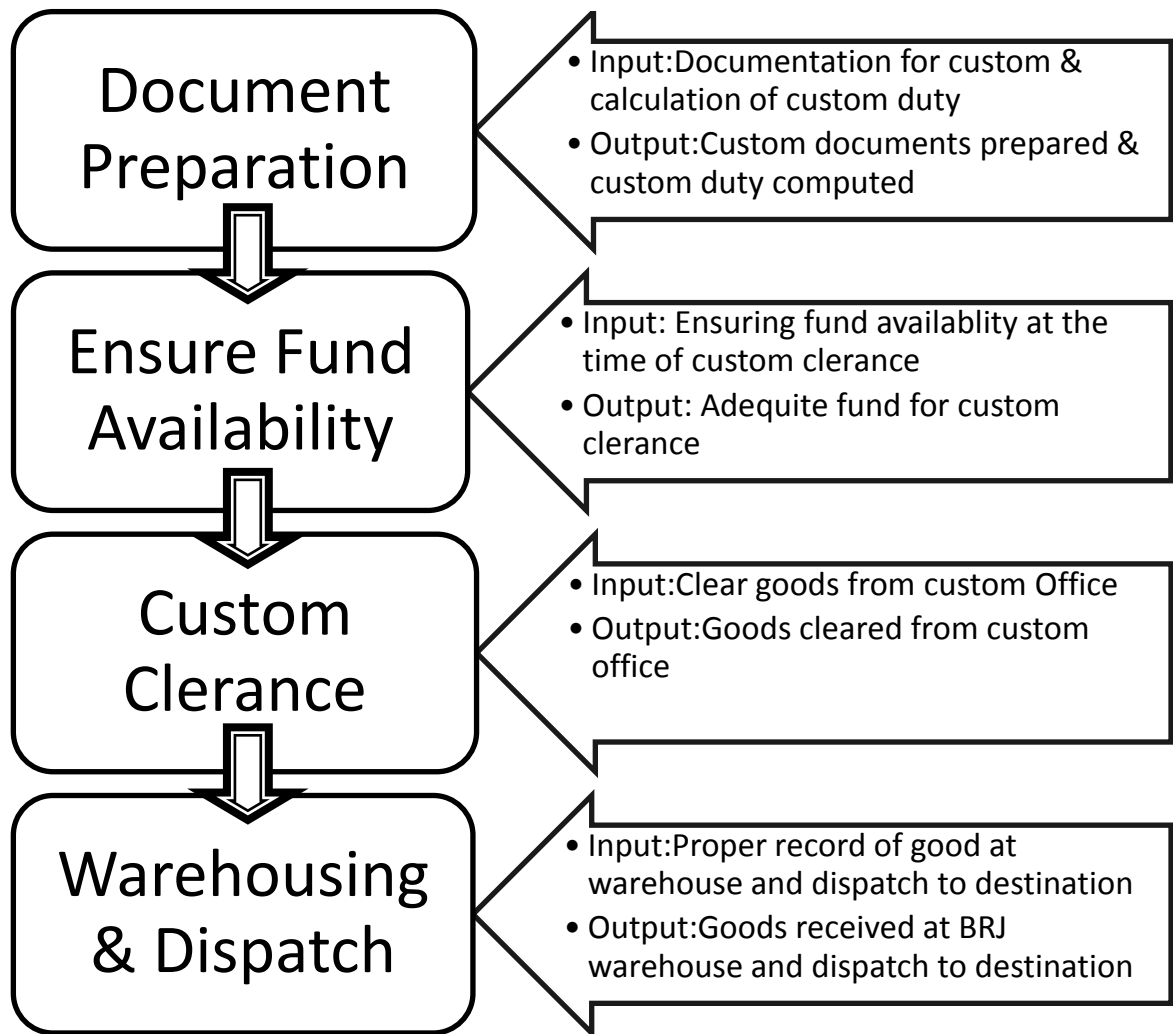 Document
Preparation
• Input:Documentation for custom &
calculation of custom duty
• Output:Custom documents prepared &
custom duty computed
Ensure Fund
Availability
• Input: Ensuring fund availablity at the
time of custom clerance
• Output: Adequite fund for custom
clerance
Custom
Clerance
• Input:Clear goods from custom Office
• Output:Goods cleared from custom
office
Warehousing
& Dispatch
• Input:Proper record of good at
warehouse and dispatch to destination
• Output:Goods received at BRJ
warehouse and dispatch to destination